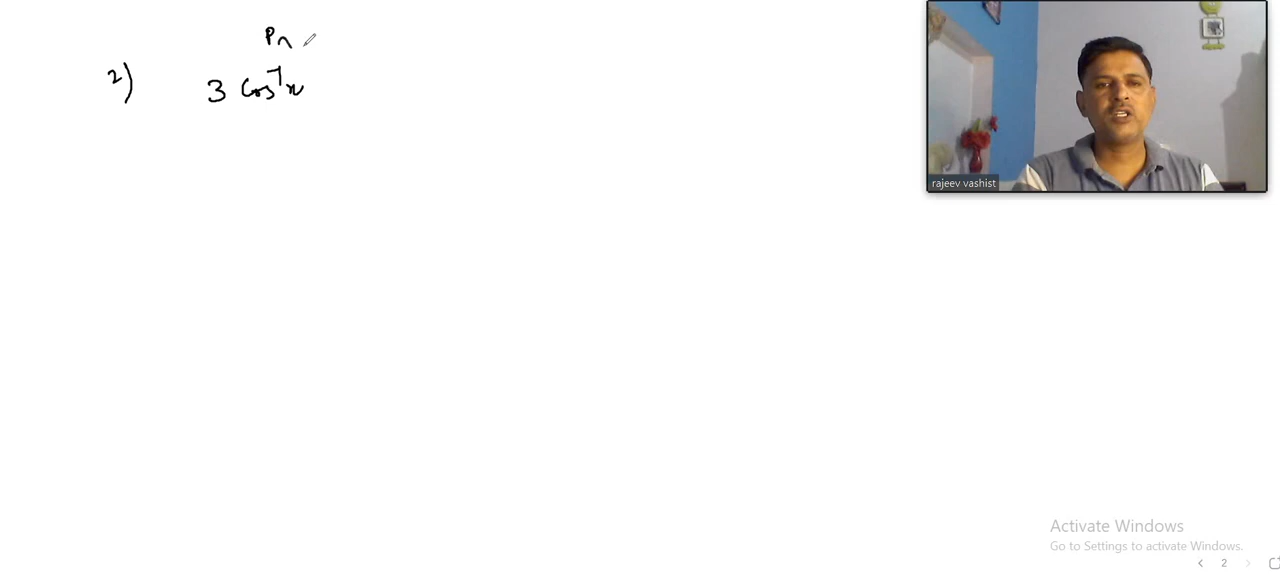 Pr
2) 3 Cos⁻¹x
rajeev vashist
Activate Windows
Go to Settings to activate Windows.
2